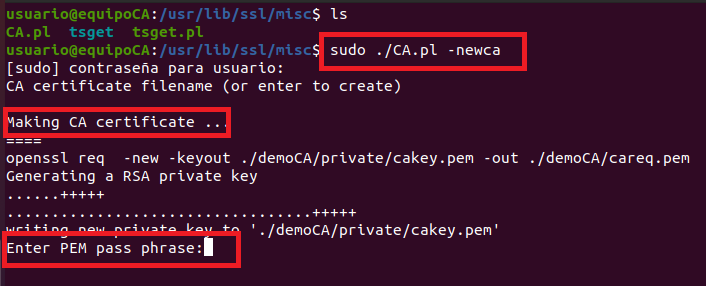 usuario@equipoCA:/usr/lib/ssl/misc$ ls
CA.pl tsget tsget.pl
usuario@equipoCA:/usr/lib/ssl/misc$ sudo ./CA.pl -newca
[sudo] contraseña para usuario:
CA certificate filename (or enter to create)
Making CA certificate ...
====
openssl req  -new -keyout ./demoCA/private/cakey.pem -out ./demoCA/careq.pem
Generating a RSA private key
......+++++
..................................+++++
writing new private key to './demoCA/private/cakey.pem'
Enter PEM pass phrase: